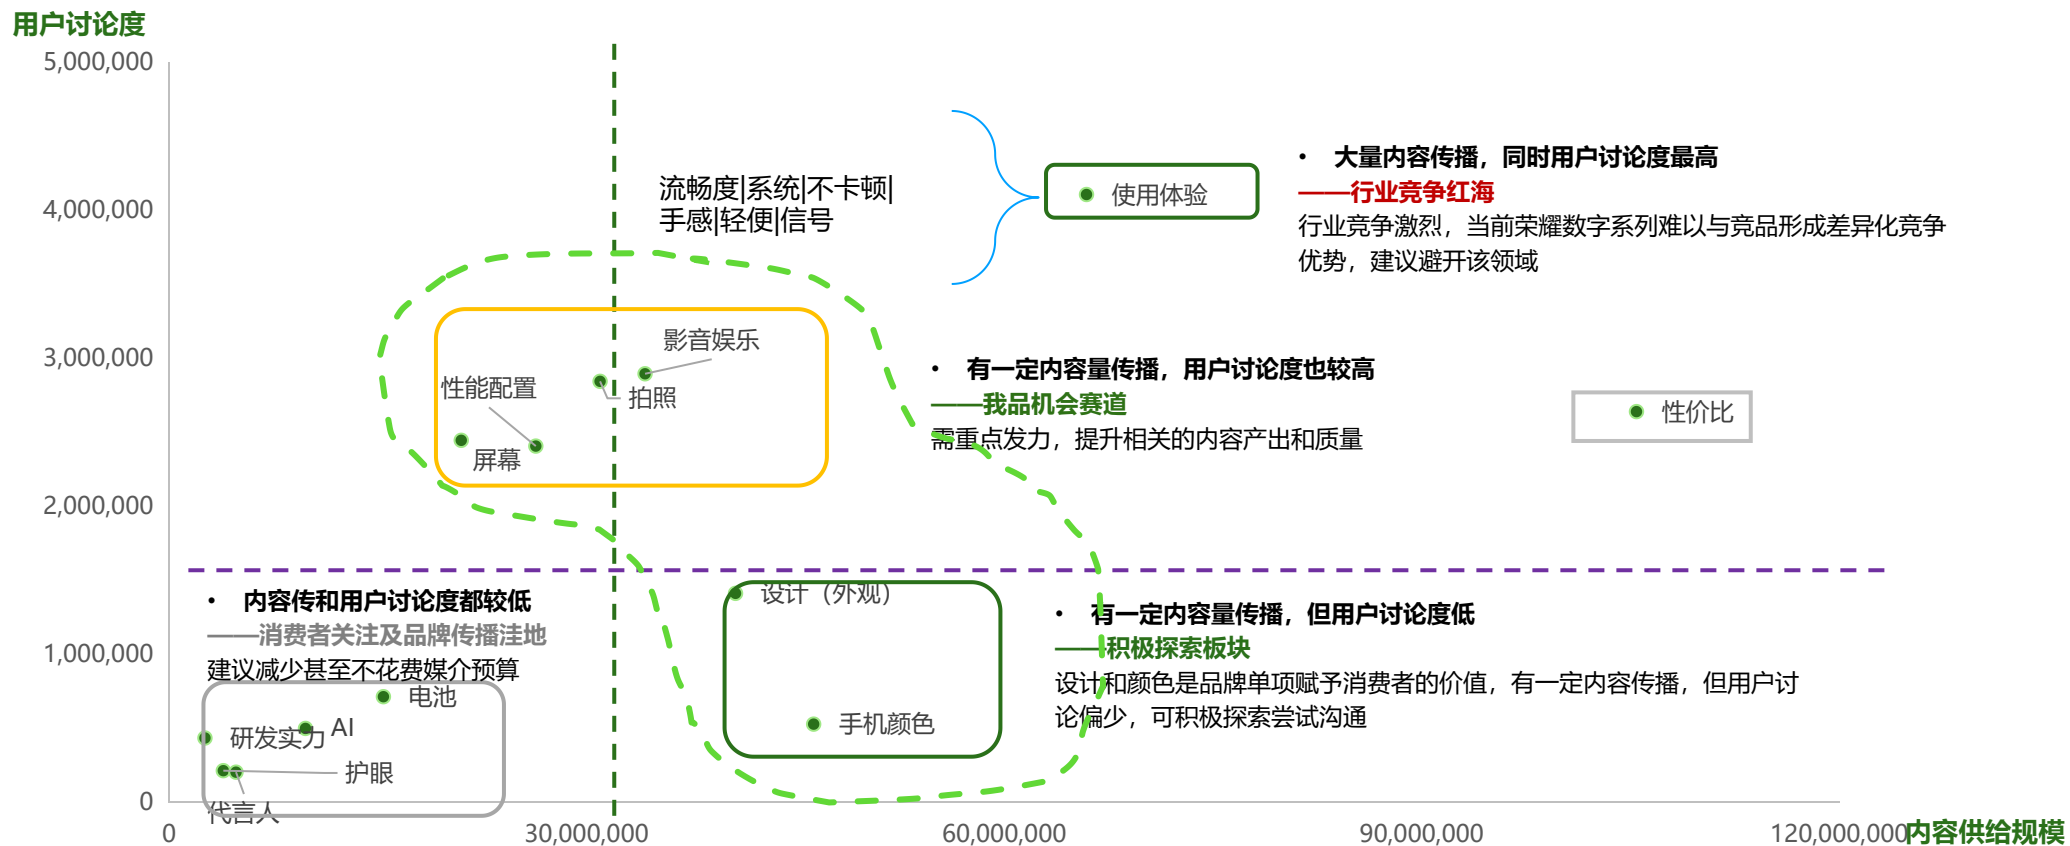 用户讨论度
5,000,000
4,000,000
3,000,000
2,000,000
1,000,000
0
流畅度|系统|不卡顿|
手感|轻便|信号
使用体验
• 大量内容传播，同时用户讨论度最高
——行业竞争红海
行业竞争激烈，当前荣耀数字系列难以与竞品形成差异化竞争
优势，建议避开该领域
影音娱乐
性能配置
拍照
屏幕
• 有一定内容量传播，用户讨论度也较高
——我品机会赛道
需重点发力，提升相关的内容产出和质量
性价比
• 内容传和用户讨论度都较低
——消费者关注及品牌传播洼地
建议减少甚至不花费媒介预算
电池
AI
研发实力
护眼
代言人
设计（外观）
手机颜色
• 有一定内容量传播，但用户讨论度低
——积极探索板块
设计和颜色是品牌单项赋予消费者的价值，有一定内容传播，但用户讨
论偏少，可积极探索尝试沟通
0
30,000,000
60,000,000
90,000,000
120,000,000
内容供给规模